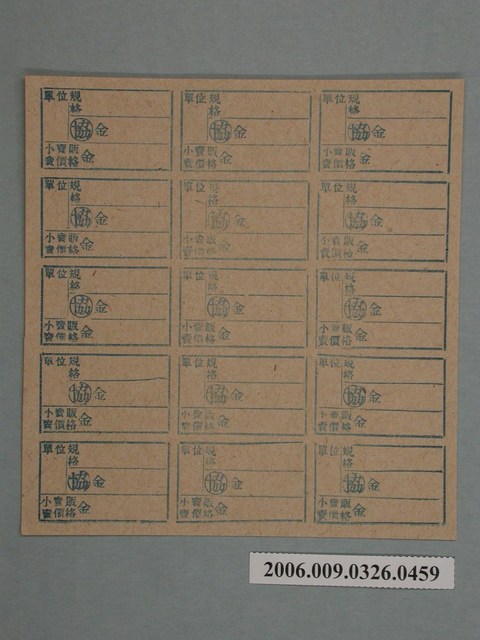 單位規格
協 金
小賣販賣價格 金
單位規格
協 金
小賣販賣價格 金
單位規格
協 金
小賣販賣價格 金
單位規格
協 金
小賣販賣價格 金
單位規格
協 金
小賣販賣價格 金
單位規格
協 金
小賣販賣價格 金
單位規格
協 金
小賣販賣價格 金
單位規格
協 金
小賣販賣價格 金
單位規格
協 金
小賣販賣價格 金
單位規格
協 金
小賣販賣價格 金
單位規格
協 金
小賣販賣價格 金
單位規格
協 金
小賣販賣價格 金
單位規格
協 金
小賣販賣價格 金
單位規格
協 金
小賣販賣價格 金
單位規格
協 金
小賣販賣價格 金
2006.009.0326.0459